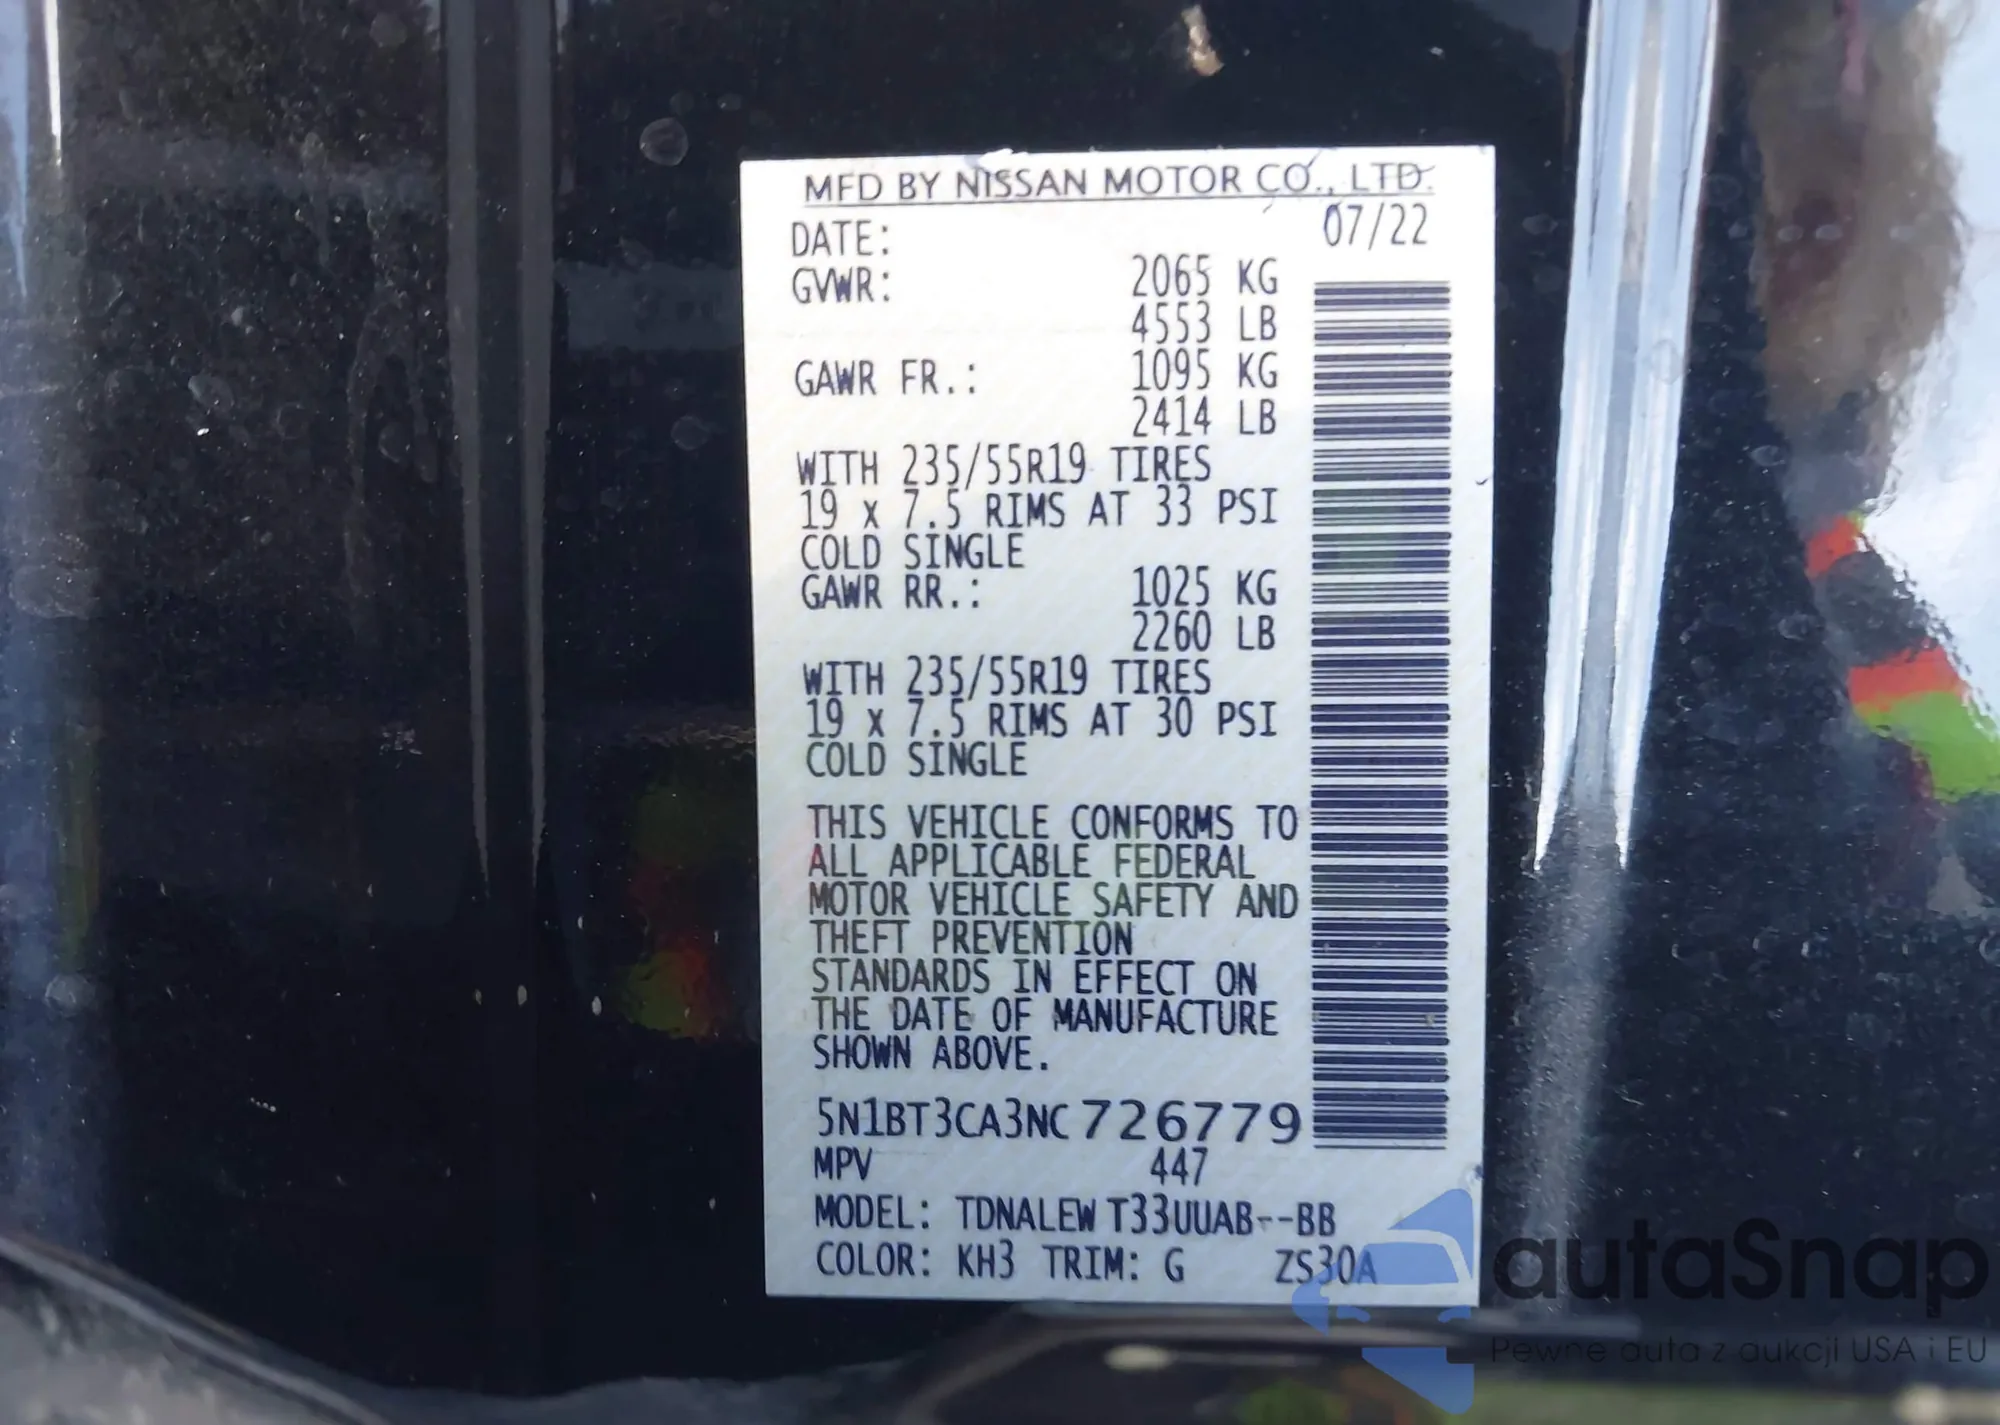 MFD BY NISSAN MOTOR CO., LTD.
DATE: 07/22
GVWR: 2065 KG
4553 LB
GAWR FR.: 1095 KG
2414 LB
WITH 235/55R19 TIRES
19 x 7.5 RIMS AT 33 PSI
COLD SINGLE
GAWR RR.: 1025 KG
2260 LB
WITH 235/55R19 TIRES
19 x 7.5 RIMS AT 30 PSI
COLD SINGLE
THIS VEHICLE CONFORMS TO
ALL APPLICABLE FEDERAL
MOTOR VEHICLE SAFETY AND
THEFT PREVENTION
STANDARDS IN EFFECT ON
THE DATE OF MANUFACTURE
SHOWN ABOVE.
5N1BT3CA3NC726779
MPV 447
MODEL: TDNALEW T33UUAB--BB
COLOR: KH3 TRIM: G ZS30A
autaSnap
Pewne auta z aukcji USA i EU